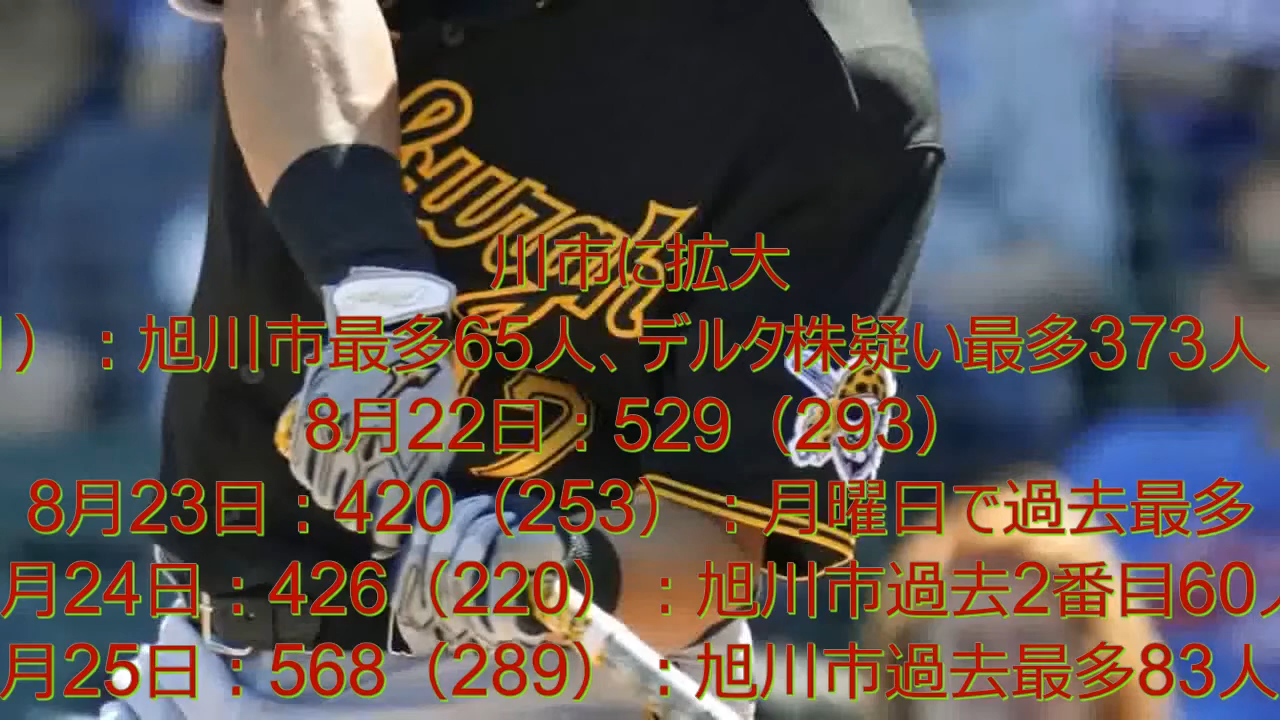 川市に拡大
）：旭川市最多65人、デルタ株疑い最多373人
8月22日：529（293）
8月23日：420（253）：月曜日で過去最多
月24日：426（220）：旭川市過去2番目60人
月25日：568（289）：旭川市過去最多83人